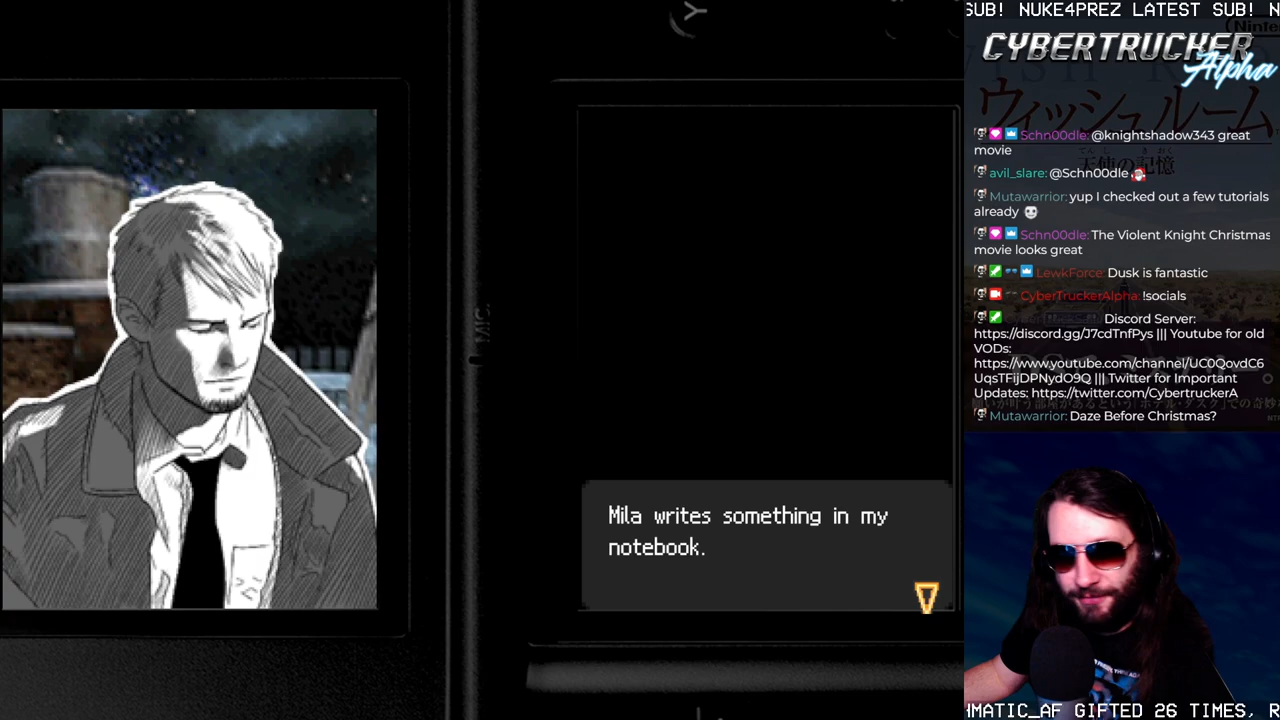 SUB! NUKE4PREZ LATEST SUB! N
CYBERTRUCKER
Alpha
ウィッシュルーム
天使の記憶
Schn00dle: @knightshadow343 great
movie
avil_slare: @Schn00dle
Mutawarrior: yup I checked out a few tutorials
already
Schn00dle: The Violent Knight Christmas
movie looks great
LewkForce: Dusk is fantastic
CyberTruckerAlpha: !socials
Discord Server:
https://discord.gg/J7cdTnfPys ||| Youtube for old
VODs:
https://www.youtube.com/channel/UC0QovdC6
UqsTFijDPNydO9Q ||| Twitter for Important
Updates: https://twitter.com/CybertruckerA
Mutawarrior: Daze Before Christmas?
Y
MIC.
Mila writes something in my
notebook.
HMATIC_AF GIFTED 26 TIMES, R